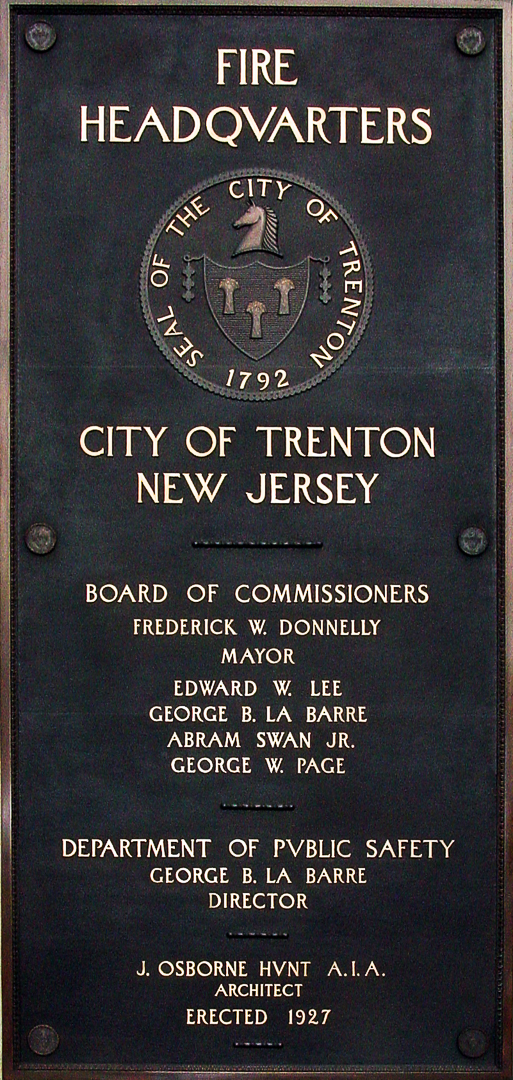 FIRE
HEADQVARTERS
SEAL OF THE CITY OF TRENTON
1792
CITY OF TRENTON
NEW JERSEY
BOARD OF COMMISSIONERS
FREDERICK W. DONNELLY
MAYOR
EDWARD W. LEE
GEORGE B. LA BARRE
ABRAM SWAN JR.
GEORGE W. PAGE
DEPARTMENT OF PVBLIC SAFETY
GEORGE B. LA BARRE
DIRECTOR
J. OSBORNE HVNT A.I.A.
ARCHITECT
ERECTED 1927